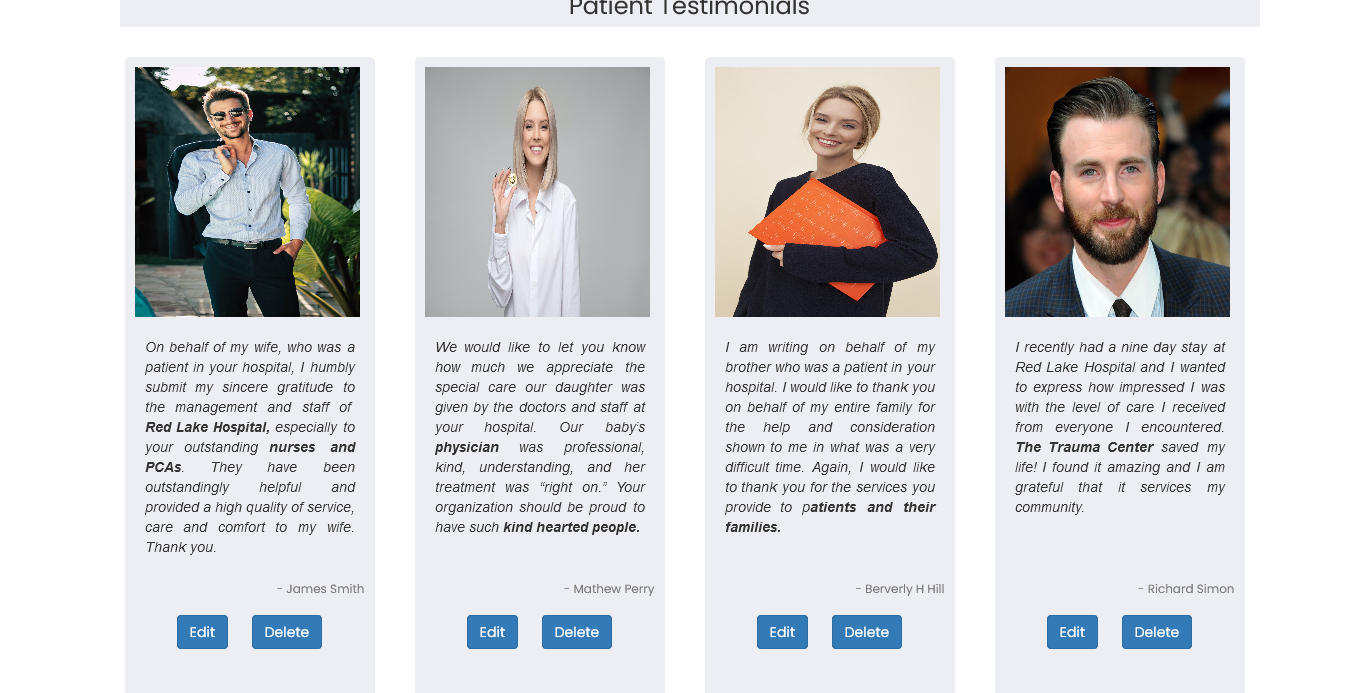 Patient Testimonials
On behalf of my wife, who was a
patient in your hospital, I humbly
submit my sincere gratitude to
the management and staff of
Red Lake Hospital, especially to
your outstanding nurses and
PCAs. They have been
outstandingly helpful and
provided a high quality of service,
care and comfort to my wife.
Thank you.
- James Smith
Edit Delete
We would like to let you know
how much we appreciate the
special care our daughter was
given by the doctors and staff at
your hospital. Our baby's
physician was professional,
kind, understanding, and her
treatment was “right on.” Your
organization should be proud to
have such kind hearted people.
- Mathew Perry
Edit Delete
I am writing on behalf of my
brother who was a patient in your
hospital. I would like to thank you
on behalf of my entire family for
the help and consideration
shown to me in what was a very
difficult time. Again, I would like
to thank you for the services you
provide to patients and their
families.
- Berverly H Hill
Edit Delete
I recently had a nine day stay at
Red Lake Hospital and I wanted
to express how impressed I was
with the level of care I received
from everyone I encountered.
The Trauma Center saved my
life! I found it amazing and I am
grateful that it services my
community.
- Richard Simon
Edit Delete